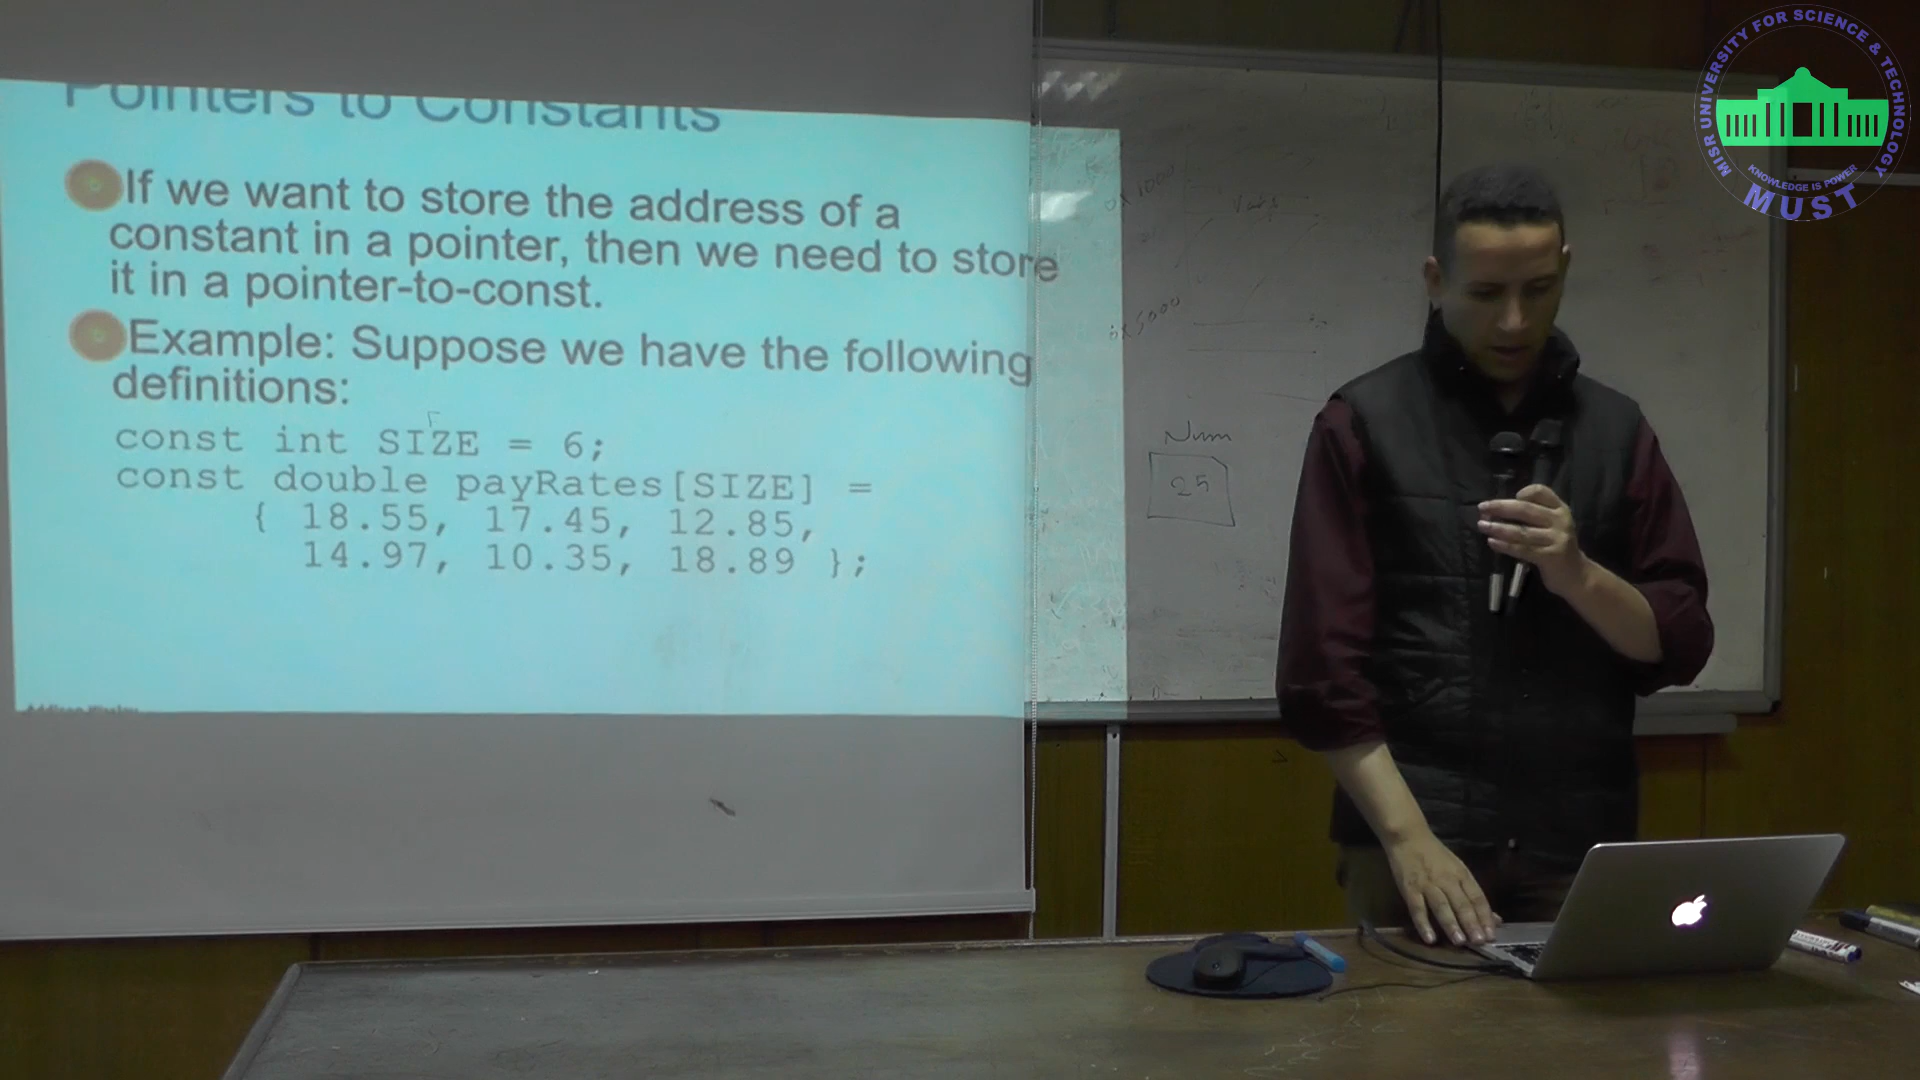 Pointers to Constants
If we want to store the address of a
constant in a pointer, then we need to store
it in a pointer-to-const.
Example: Suppose we have the following
definitions:
const int SIZE = 6;
const double payRates[SIZE] =
{ 18.55, 17.45, 12.85,
14.97, 10.35, 18.89 };
0x1000
0x5000
Num
25
MISR UNIVERSITY FOR SCIENCE & TECHNOLOGY
KNOWLEDGE IS POWER
MUST